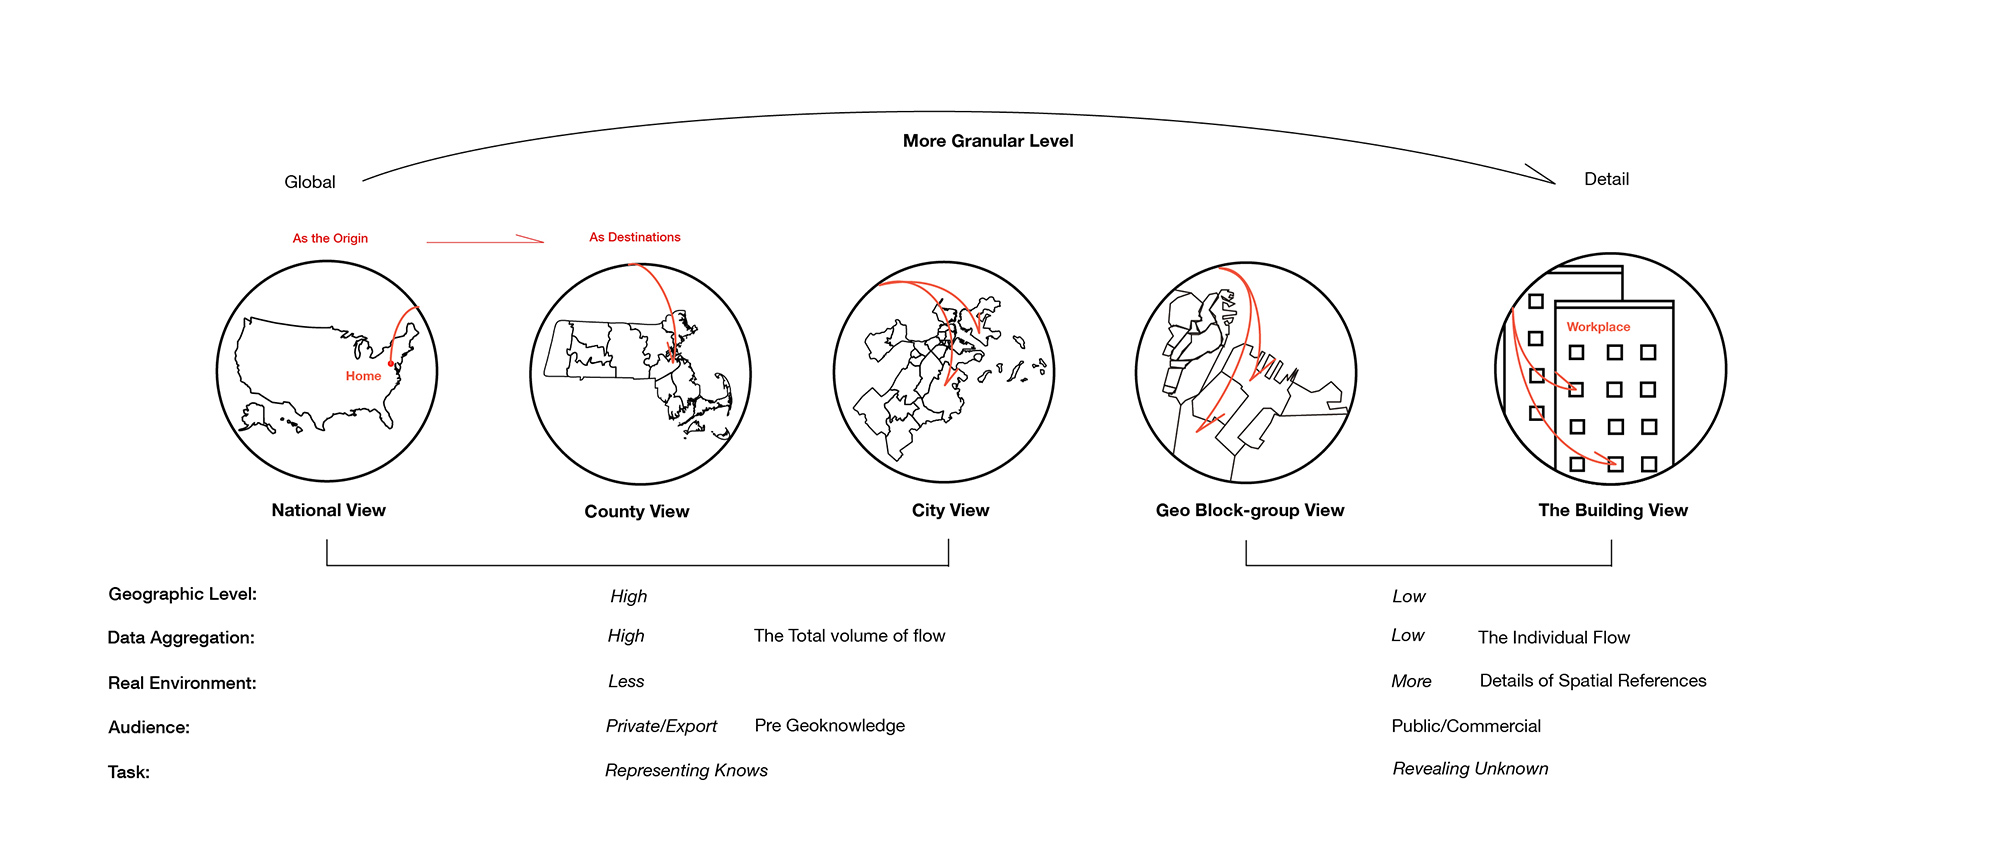 More Granular Level
Global
Detail
As the Origin
As Destinations
Home
Workplace
National View
County View
City View
Geo Block-group View
The Building View
Geographic Level:
High
Low
Data Aggregation:
High
The Total volume of flow
Low
The Individual Flow
Real Environment:
Less
More
Details of Spatial References
Audience:
Private/Export
Pre Geoknowledge
Public/Commercial
Task:
Representing Knows
Revealing Unknown